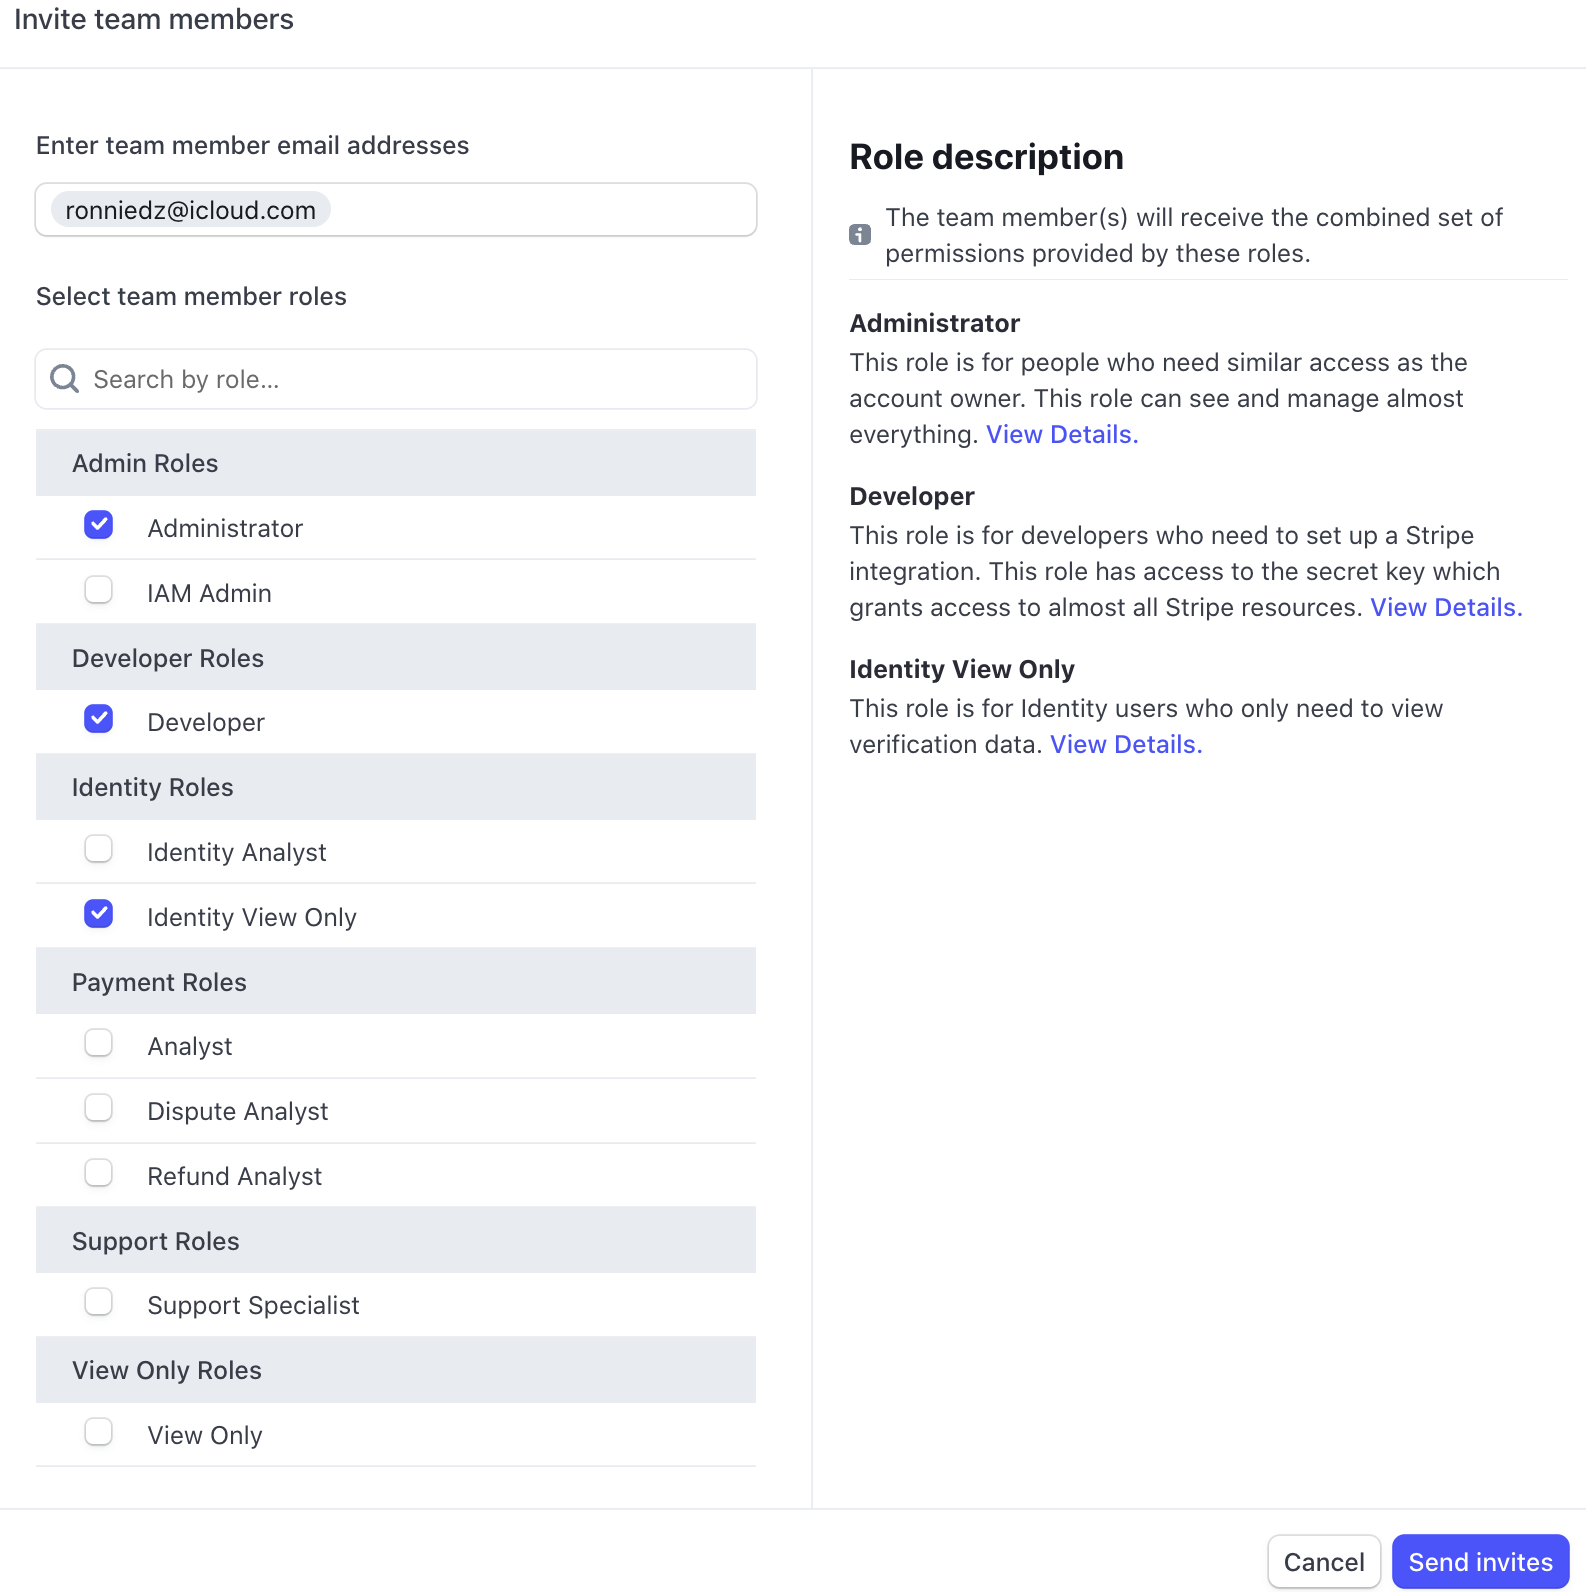 Invite team members
Enter team member email addresses
ronniedz@icloud.com
Select team member roles
Search by role...
Admin Roles
Administrator
IAM Admin
Developer Roles
Developer
Identity Roles
Identity Analyst
Identity View Only
Payment Roles
Analyst
Dispute Analyst
Refund Analyst
Support Roles
Support Specialist
View Only Roles
View Only
Role description
The team member(s) will receive the combined set of
permissions provided by these roles.
Administrator
This role is for people who need similar access as the
account owner. This role can see and manage almost
everything. View Details.
Developer
This role is for developers who need to set up a Stripe
integration. This role has access to the secret key which
grants access to almost all Stripe resources. View Details.
Identity View Only
This role is for Identity users who only need to view
verification data. View Details.
Cancel
Send invites